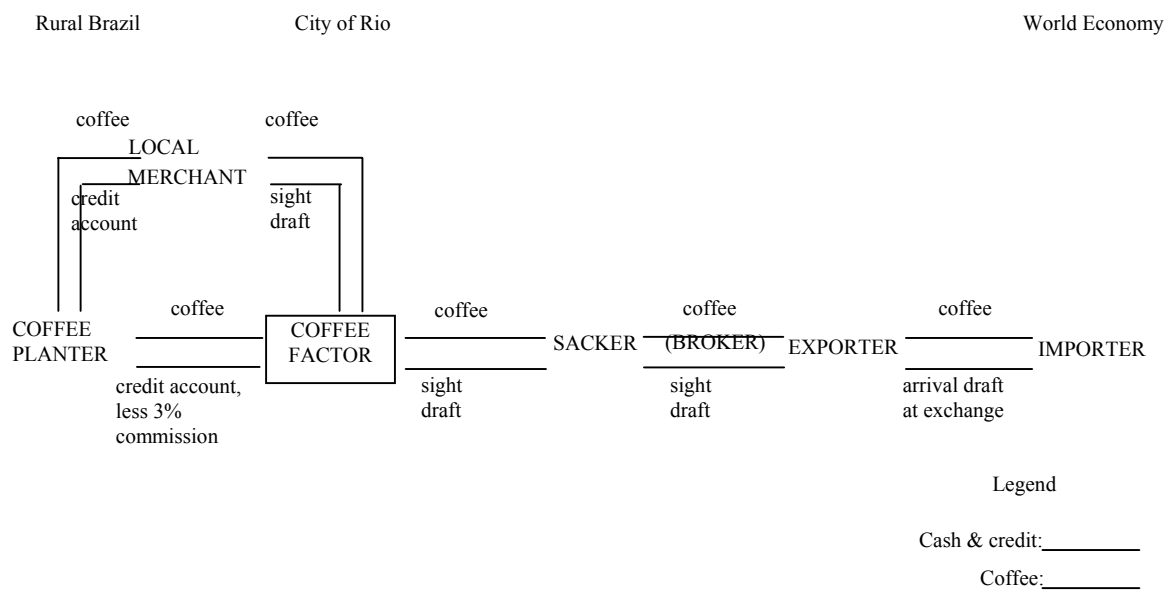 Rural Brazil
City of Rio
World Economy
coffee
coffee
LOCAL
MERCHANT
credit
account
sight
draft
coffee
coffee
coffee
coffee
COFFEE
PLANTER
COFFEE
FACTOR
SACKER
(BROKER)
EXPORTER
IMPORTER
credit account,
less 3%
commission
sight
draft
sight
draft
arrival draft
at exchange
Legend
Cash & credit:
Coffee: